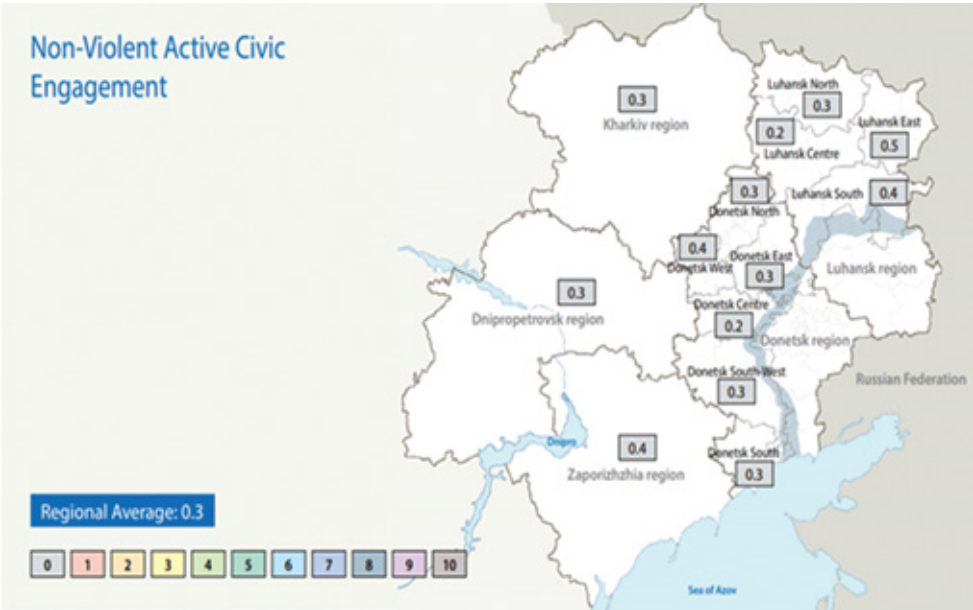 Non-Violent Active Civic
Engagement
0.3
Kharkiv region
Luhansk North
0.3
Luhansk East
0.5
0.2
Luhansk Centre
Luhansk South
0.4
0.3
Donetsk North
0.4
Donetsk West
Donetsk East
0.3
Luhansk region
0.3
Dnipropetrovsk region
Donetsk Centre
0.2
Donetsk region
Donetsk South-West
0.3
Russian Federation
Dnipro
0.4
Zaporizhzhia region
Donetsk South
0.3
Regional Average: 0.3
0 1 2 3 4 5 6 7 8 9 10
Sea of Azov